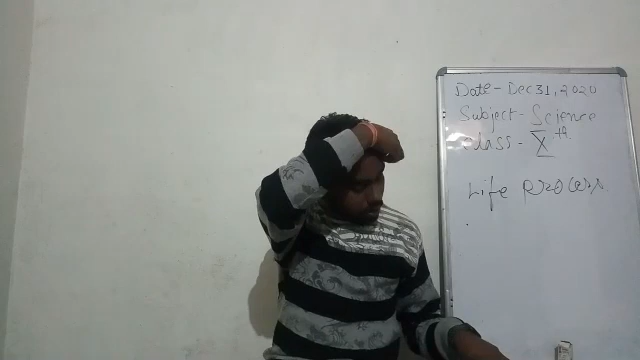 Date - Dec 31, 2020
Subject - Science
Class - X th
Life Process